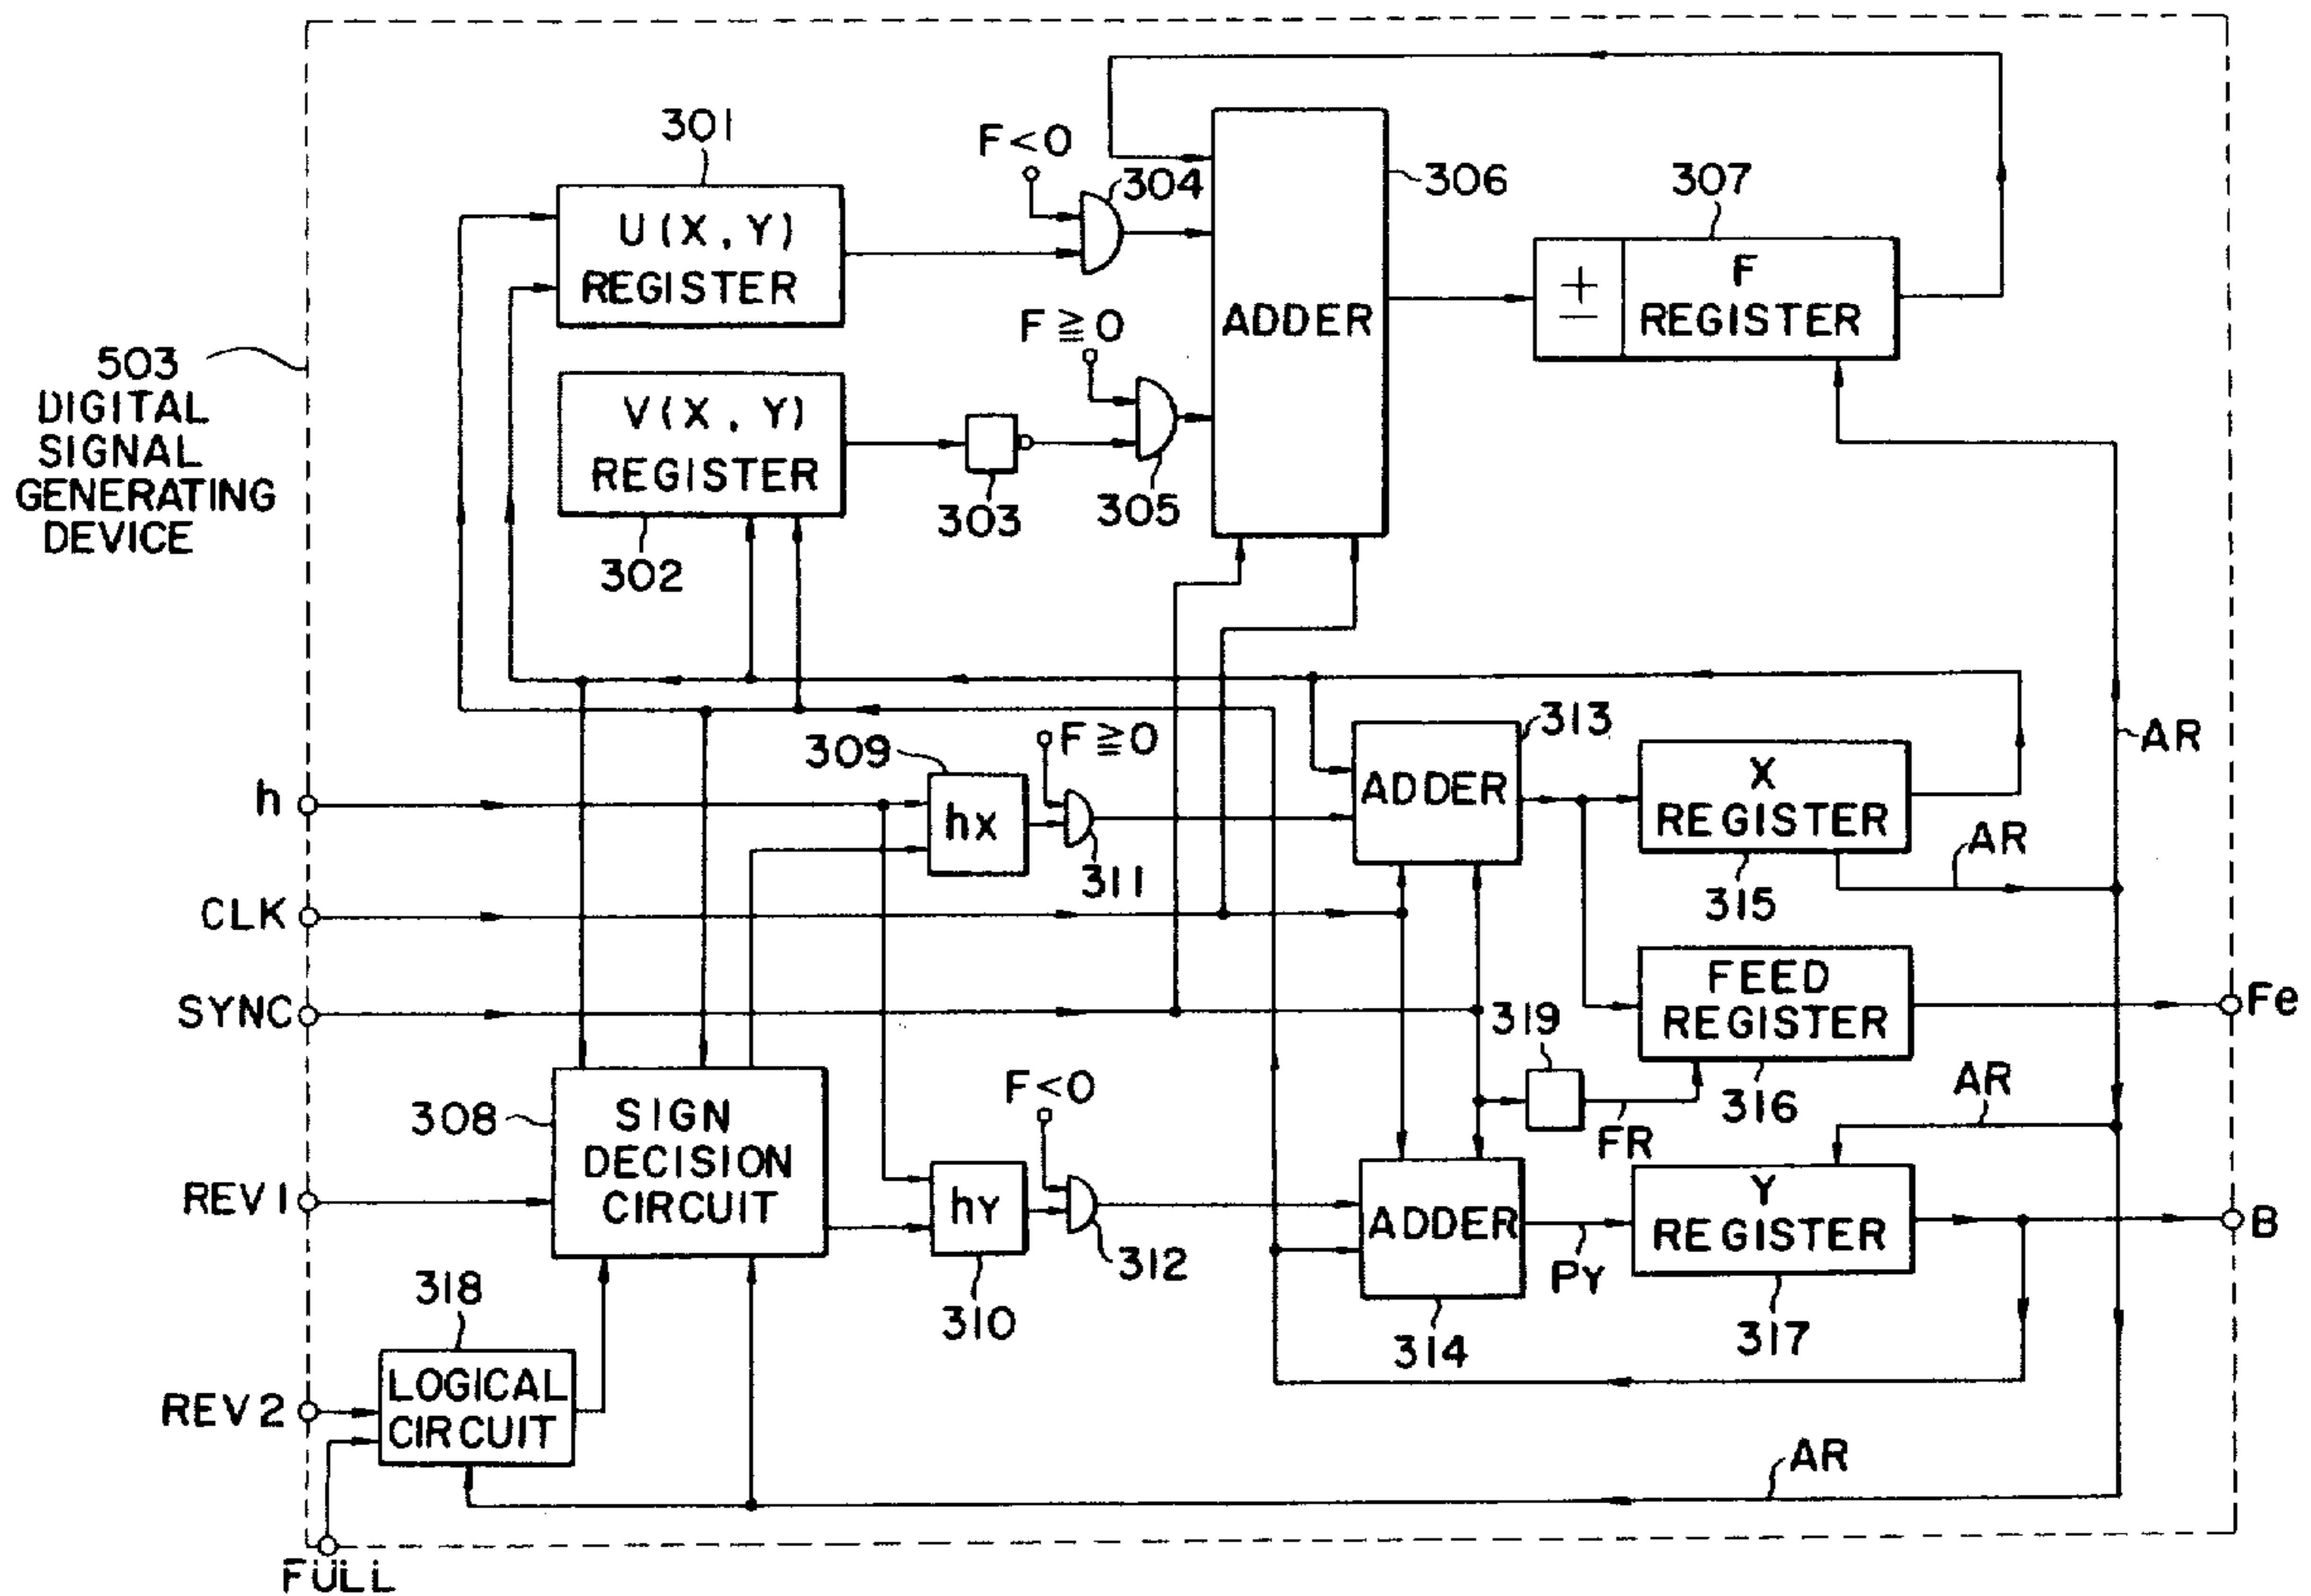 301
F<0
304
306
307
U(X,Y)
REGISTER
F
REGISTER
+
−
ADDER
F≧0
503
DIGITAL
SIGNAL
GENERATING
DEVICE
V(X,Y)
REGISTER
303
305
302
309
F≧0
313
AR
h
hX
ADDER
X
REGISTER
311
AR
315
CLK
SYNC
319
FEED
REGISTER
Fe
308
SIGN
DECISION
CIRCUIT
F<0
FR
316
AR
REV1
hY
ADDER
Y
REGISTER
B
312
PY
310
314
317
318
LOGICAL
CIRCUIT
REV2
AR
FULL